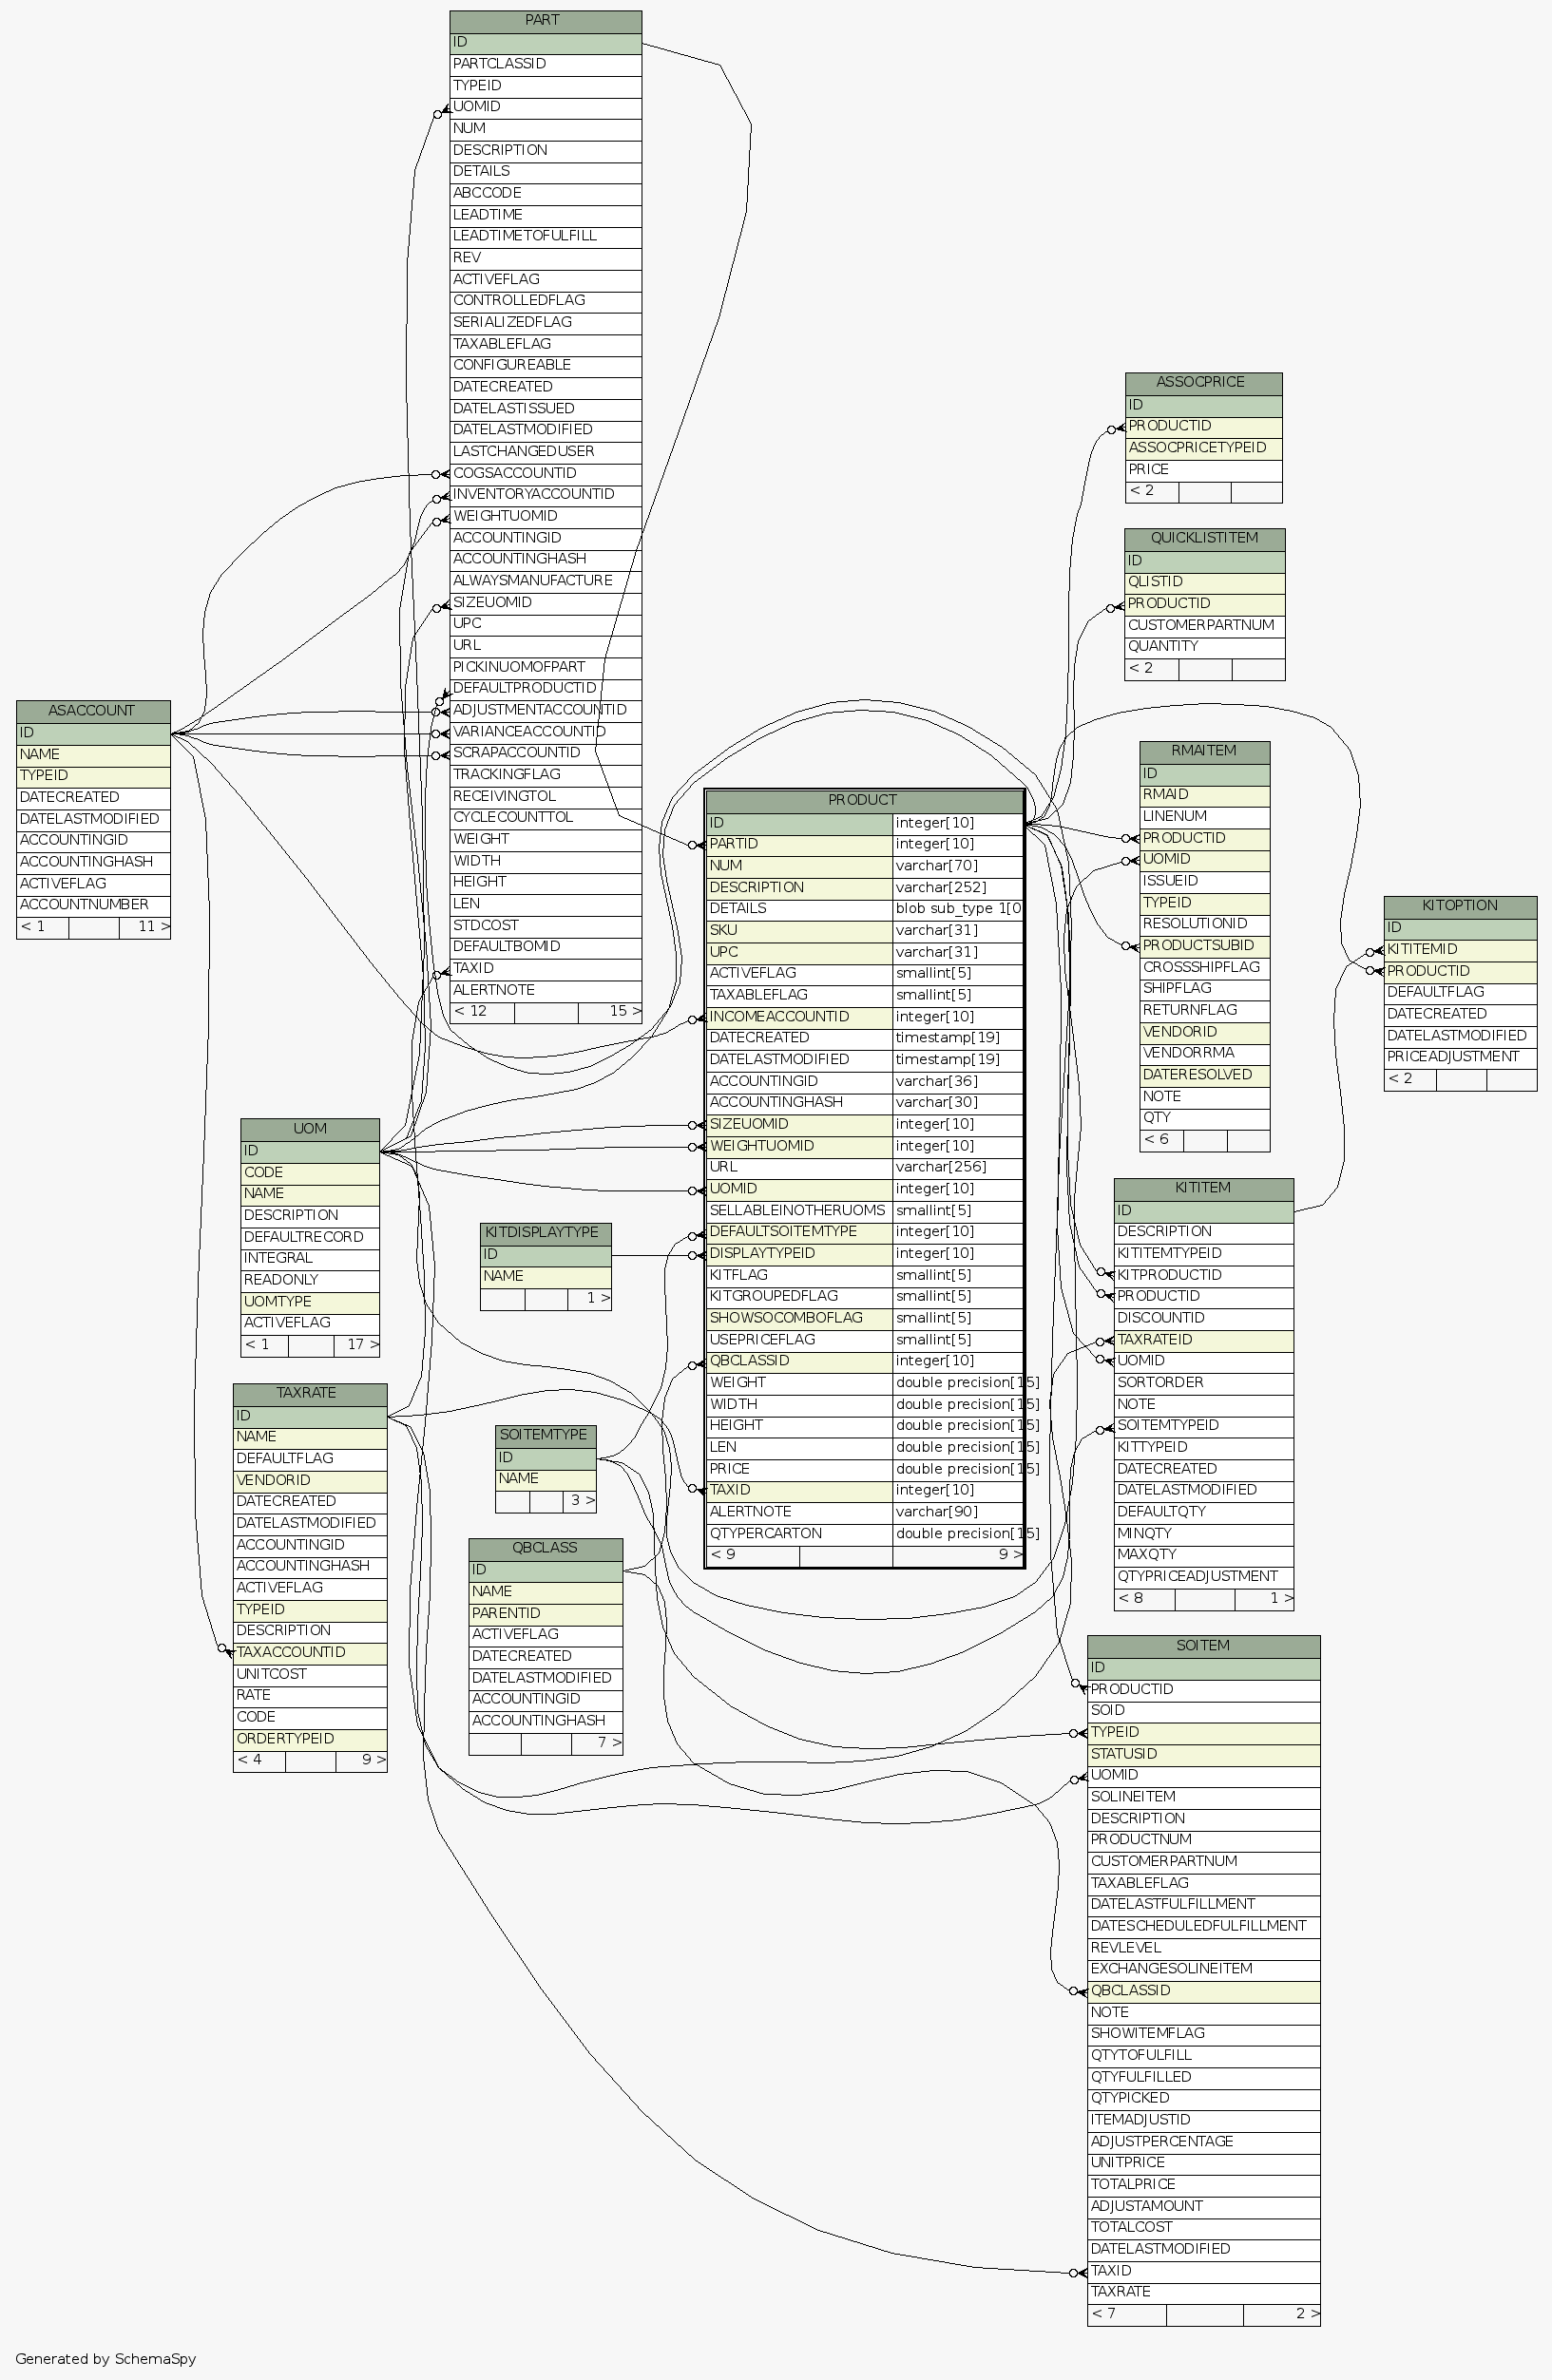 PART
ID
PARTCLASSID
TYPEID
UOMID
NUM
DESCRIPTION
DETAILS
ABCCODE
LEADTIME
LEADTIMETOFULFILL
REV
ACTIVEFLAG
CONTROLLEDFLAG
SERIALIZEDFLAG
TAXABLEFLAG
CONFIGUREABLE
DATECREATED
DATELASTISSUED
DATELASTMODIFIED
LASTCHANGEDUSER
COGSACCOUNTID
INVENTORYACCOUNTID
WEIGHTUOMID
ACCOUNTINGID
ACCOUNTINGHASH
ALWAYSMANUFACTURE
SIZEUOMID
UPC
URL
PICKINUOMOFPART
DEFAULTPRODUCTID
ADJUSTMENTACCOUNTID
VARIANCEACCOUNTID
SCRAPACCOUNTID
TRACKINGFLAG
RECEIVINGTOL
CYCLECOUNTTOL
WEIGHT
WIDTH
HEIGHT
LEN
STDCOST
DEFAULTBOMID
TAXID
ALERTNOTE
< 12 15 >
ASSOCPRICE
ID
PRODUCTID
ASSOCPRICETYPEID
PRICE
< 2
QUICKLISTITEM
ID
QLISTID
PRODUCTID
CUSTOMERPARTNUM
QUANTITY
< 2
ASACCOUNT
ID
NAME
TYPEID
DATECREATED
DATELASTMODIFIED
ACCOUNTINGID
ACCOUNTINGHASH
ACTIVEFLAG
ACCOUNTNUMBER
< 1 11 >
RMAITEM
ID
RMAID
LINENUM
PRODUCTID
UOMID
ISSUEID
TYPEID
RESOLUTIONID
PRODUCTSUBID
CROSSSHIPFLAG
SHIPFLAG
RETURNFLAG
VENDORID
VENDORRMA
DATERESOLVED
NOTE
QTY
< 6
PRODUCT
ID integer[10]
PARTID integer[10]
NUM varchar[70]
DESCRIPTION varchar[252]
DETAILS blob sub_type 1[0
SKU varchar[31]
UPC varchar[31]
ACTIVEFLAG smallint[5]
TAXABLEFLAG smallint[5]
INCOMEACCOUNTID integer[10]
DATECREATED timestamp[19]
DATELASTMODIFIED timestamp[19]
ACCOUNTINGID varchar[36]
ACCOUNTINGHASH varchar[30]
SIZEUOMID integer[10]
WEIGHTUOMID integer[10]
URL varchar[256]
UOMID integer[10]
SELLABLEINOTHERUOMS smallint[5]
DEFAULTSOITEMTYPE integer[10]
DISPLAYTYPEID integer[10]
KITFLAG smallint[5]
KITGROUPEDFLAG smallint[5]
SHOWSOCOMBOFLAG smallint[5]
USEPRICEFLAG smallint[5]
QBCLASSID integer[10]
WEIGHT double precision[15]
WIDTH double precision[15]
HEIGHT double precision[15]
LEN double precision[15]
PRICE double precision[15]
TAXID integer[10]
ALERTNOTE varchar[90]
QTYPERCARTON double precision[15]
< 9 9 >
KITOPTION
ID
KITITEMID
PRODUCTID
DEFAULTFLAG
DATECREATED
DATELASTMODIFIED
PRICEADJUSTMENT
< 2
UOM
ID
CODE
NAME
DESCRIPTION
DEFAULTRECORD
INTEGRAL
READONLY
UOMTYPE
ACTIVEFLAG
< 1 17 >
KITDISPLAYTYPE
ID
NAME
1 >
KITITEM
ID
DESCRIPTION
KITITEMTYPEID
KITPRODUCTID
PRODUCTID
DISCOUNTID
TAXRATEID
UOMID
SORTORDER
NOTE
SOITEMTYPEID
KITTYPEID
DATECREATED
DATELASTMODIFIED
DEFAULTQTY
MINQTY
MAXQTY
QTYPRICEADJUSTMENT
< 8 1 >
TAXRATE
ID
NAME
DEFAULTFLAG
VENDORID
DATECREATED
DATELASTMODIFIED
ACCOUNTINGID
ACCOUNTINGHASH
ACTIVEFLAG
TYPEID
DESCRIPTION
TAXACCOUNTID
UNITCOST
RATE
CODE
ORDERTYPEID
< 4 9 >
SOITEMTYPE
ID
NAME
3 >
QBCLASS
ID
NAME
PARENTID
ACTIVEFLAG
DATECREATED
DATELASTMODIFIED
ACCOUNTINGID
ACCOUNTINGHASH
7 >
SOITEM
ID
PRODUCTID
SOID
TYPEID
STATUSID
UOMID
SOLINEITEM
DESCRIPTION
PRODUCTNUM
CUSTOMERPARTNUM
TAXABLEFLAG
DATELASTFULFILLMENT
DATESCHEDULEDFULFILLMENT
REVLEVEL
EXCHANGESOLINEITEM
QBCLASSID
NOTE
SHOWITEMFLAG
QTYTOFULFILL
QTYFULFILLED
QTYPICKED
ITEMADJUSTID
ADJUSTPERCENTAGE
UNITPRICE
TOTALPRICE
ADJUSTAMOUNT
TOTALCOST
DATELASTMODIFIED
TAXID
TAXRATE
< 7 2 >
Generated by SchemaSpy